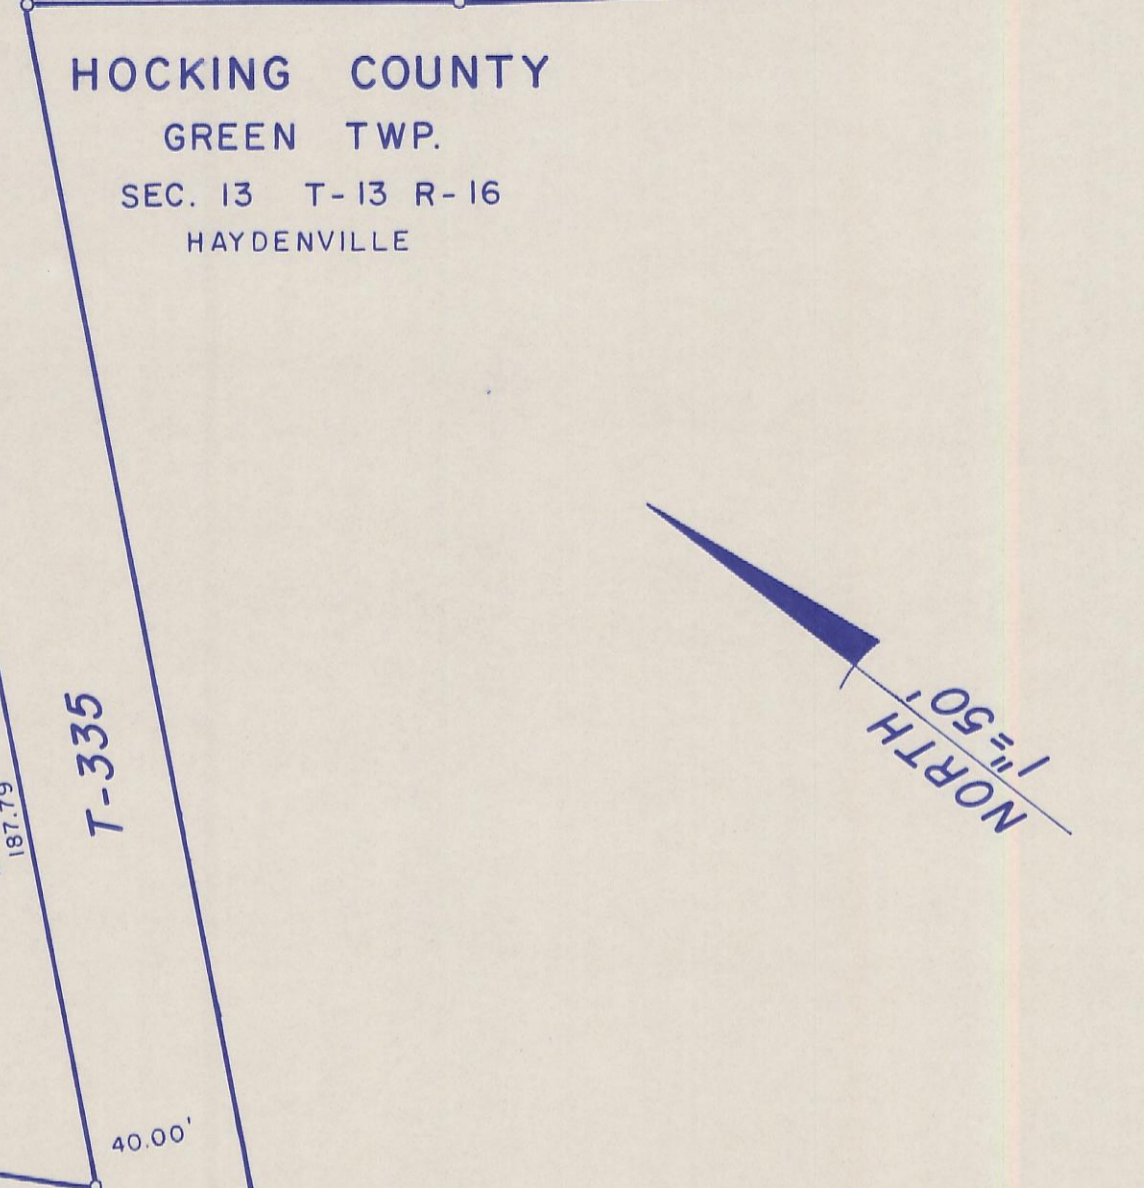 HOCKING COUNTY
GREEN TWP.
SEC. 13 T-13 R-16
HAYDENVILLE
T-335
187.79
40.00'
NORTH
1"=50'